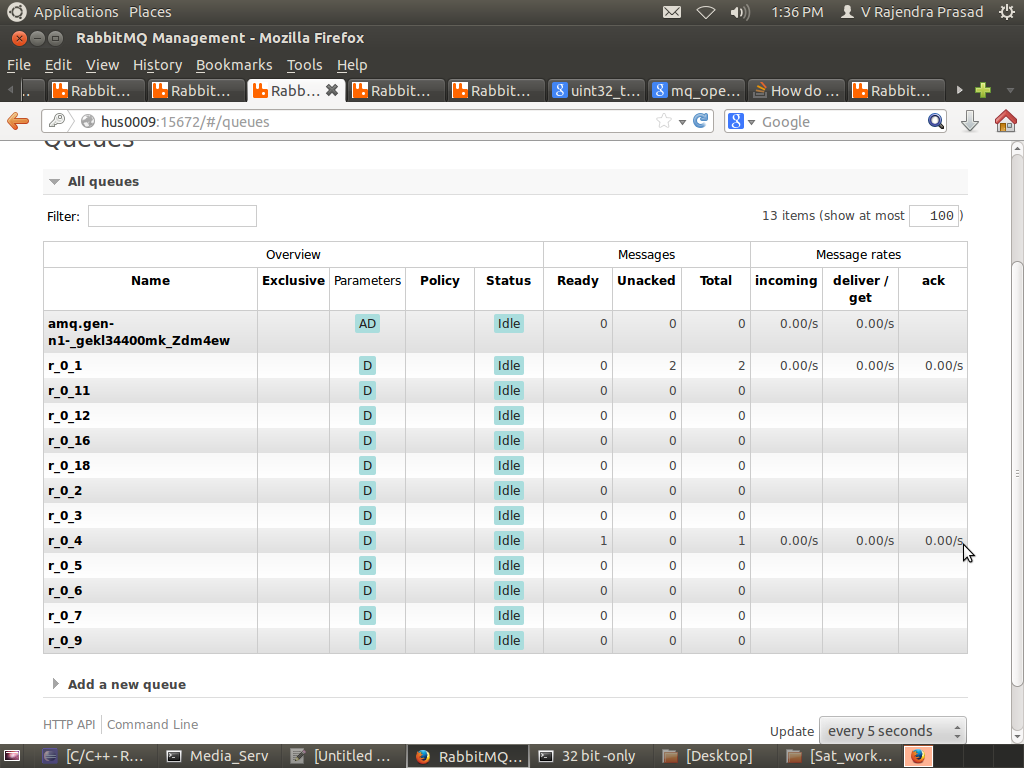 Applications Places 1:36 PM V Rajendra Prasad
RabbitMQ Management - Mozilla Firefox
File Edit View History Bookmarks Tools Help
.. Rabbit... Rabbit... Rabb... Rabbit... Rabbit... uint32_t... mq_ope... How do ... Rabbit...
hus0009:15672/#/queues Google
Queues
All queues
Filter: 13 items (show at most 100 )
Overview Messages Message rates
Name Exclusive Parameters Policy Status Ready Unacked Total incoming deliver / get ack
amq.gen-
n1-_gekl34400mk_Zdm4ew AD Idle 0 0 0 0.00/s 0.00/s
r_0_1 D Idle 0 2 2 0.00/s 0.00/s 0.00/s
r_0_11 D Idle 0 0 0
r_0_12 D Idle 0 0 0
r_0_16 D Idle 0 0 0
r_0_18 D Idle 0 0 0
r_0_2 D Idle 0 0 0
r_0_3 D Idle 0 0 0
r_0_4 D Idle 1 0 1 0.00/s 0.00/s 0.00/s
r_0_5 D Idle 0 0 0
r_0_6 D Idle 0 0 0
r_0_7 D Idle 0 0 0
r_0_9 D Idle 0 0 0
Add a new queue
HTTP API Command Line
Update every 5 seconds
[C/C++ - R... Media_Serv [Untitled ... RabbitMQ... 32 bit -only [Desktop] [Sat_work...